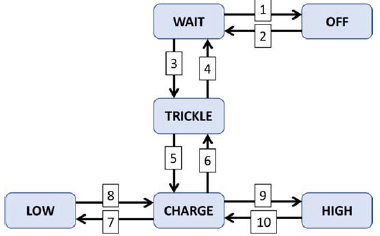 WAIT 1 OFF
2
3 4
TRICKLE
5 6
LOW 8 CHARGE 9 HIGH
7 10